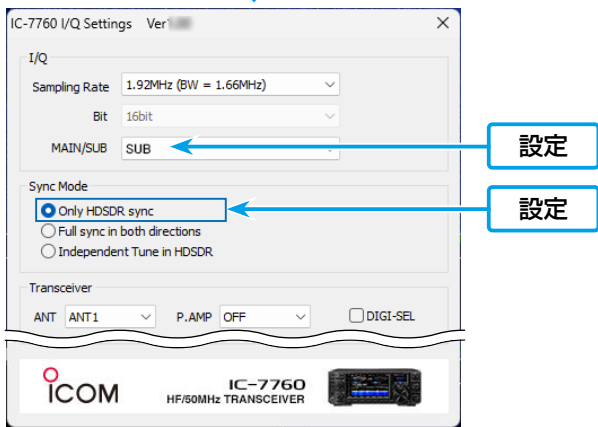 IC-7760 I/Q Settings Ver
I/Q
Sampling Rate 1.92MHz (BW = 1.66MHz)
Bit 16bit
MAIN/SUB SUB
設定
Sync Mode
Only HDSDR sync
設定
Full sync in both directions
Independent Tune in HDSDR
Transceiver
ANT ANT1 P.AMP OFF DIGI-SEL
ICOM
IC-7760
HF/50MHz TRANSCEIVER